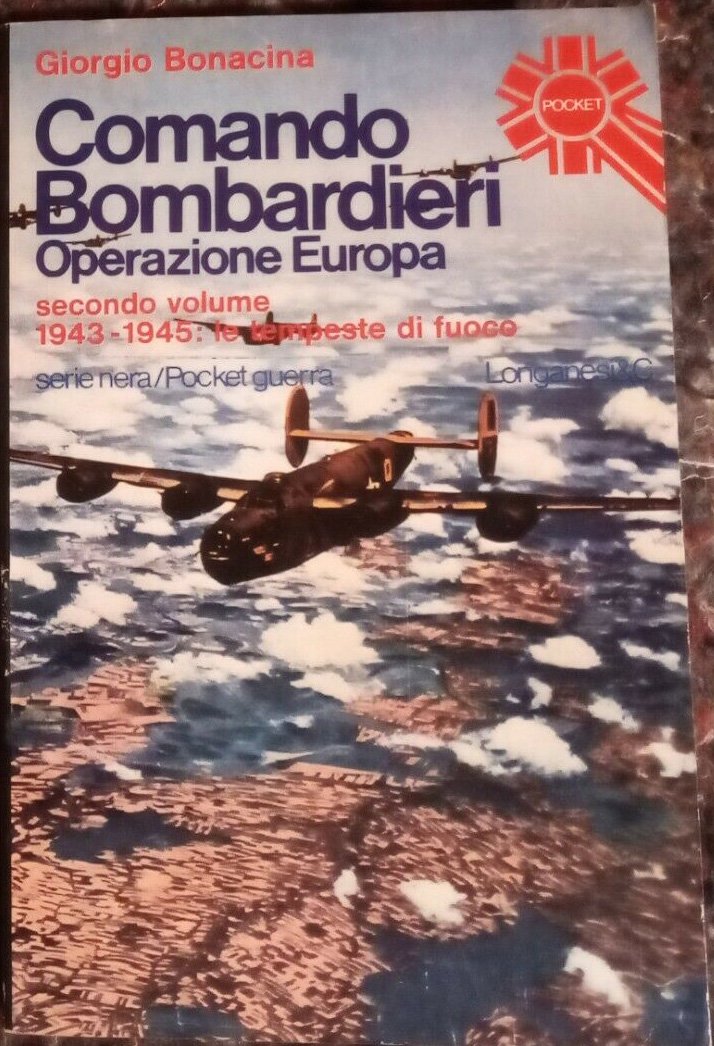 Giorgio Bonacina
POCKET
Comando
Bombardieri
Operazione Europa
secondo volume
1943-1945: le tempeste di fuoco
serie nera/Pocket guerra
Longanesi & C